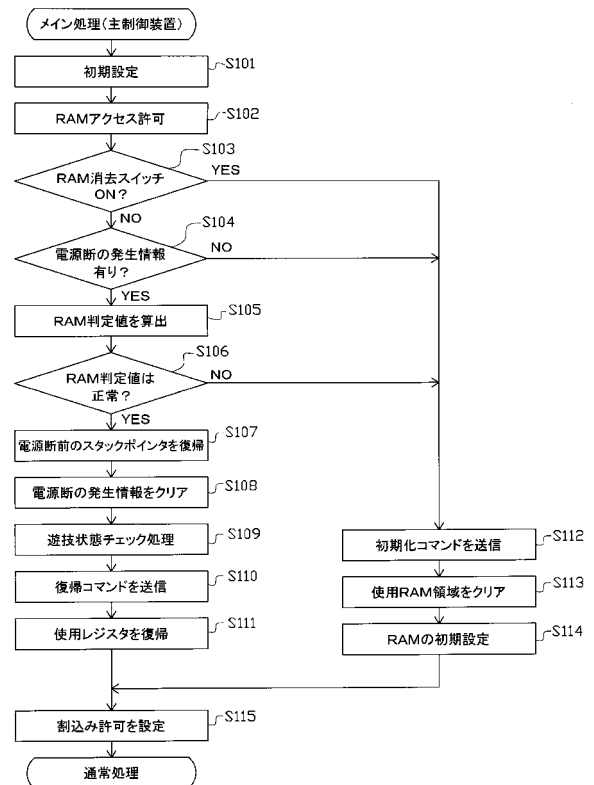 メイン処理(主制御装置)
初期設定
S101
RAMアクセス許可
S102
RAM消去スイッチ
ON?
S103
YES
NO
電源断の発生情報
有り?
S104
NO
YES
RAM判定値を算出
S105
RAM判定値は
正常?
S106
NO
YES
電源断前のスタックポインタを復帰
S107
電源断の発生情報をクリア
S108
遊技状態チェック処理
S109
復帰コマンドを送信
S110
使用レジスタを復帰
S111
初期化コマンドを送信
S112
使用RAM領域をクリア
S113
RAMの初期設定
S114
割込み許可を設定
S115
通常処理